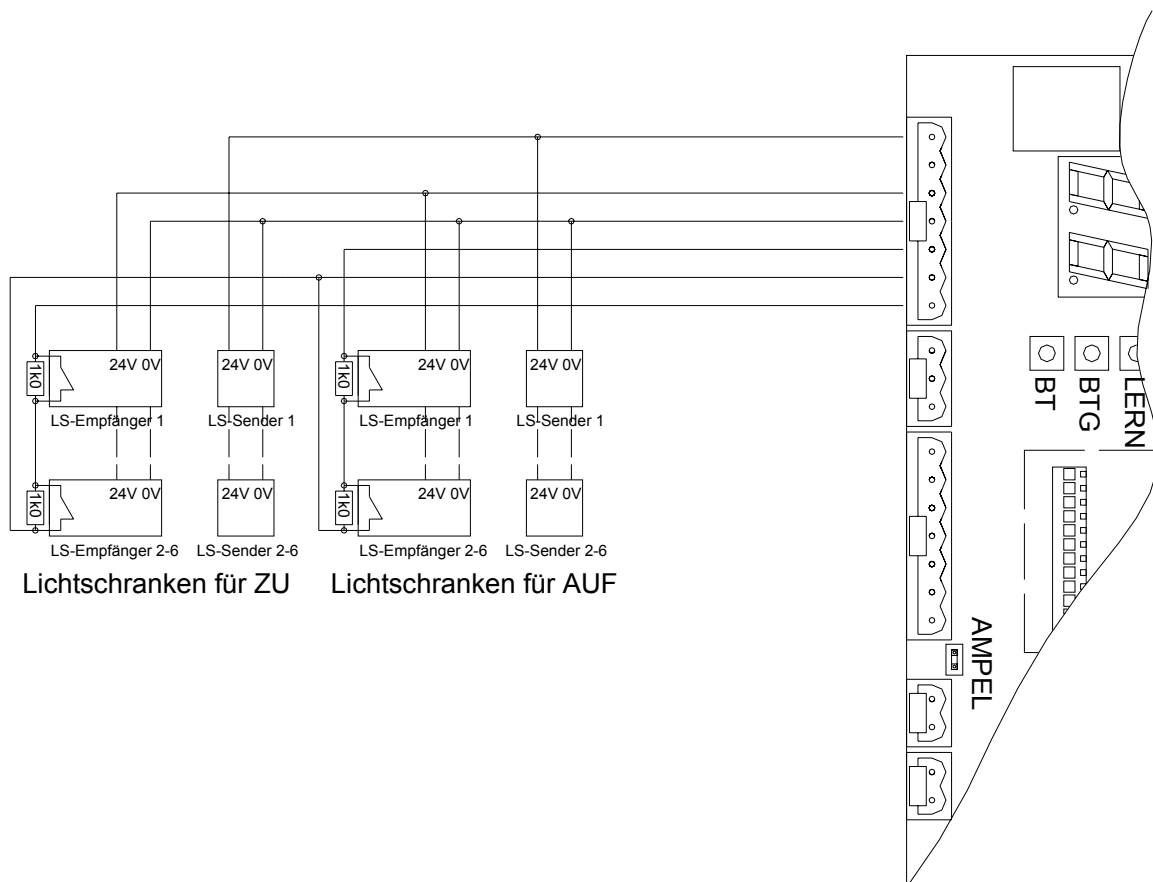 24V 0V
24V 0V
24V 0V
24V 0V
1k0
1k0
LS-Empfänger 1
LS-Sender 1
LS-Empfänger 1
LS-Sender 1
24V 0V
24V 0V
24V 0V
24V 0V
1k0
1k0
LS-Empfänger 2-6
LS-Sender 2-6
LS-Empfänger 2-6
LS-Sender 2-6
Lichtschranken für ZU
Lichtschranken für AUF
BT
BTG
LERN
AMPEL